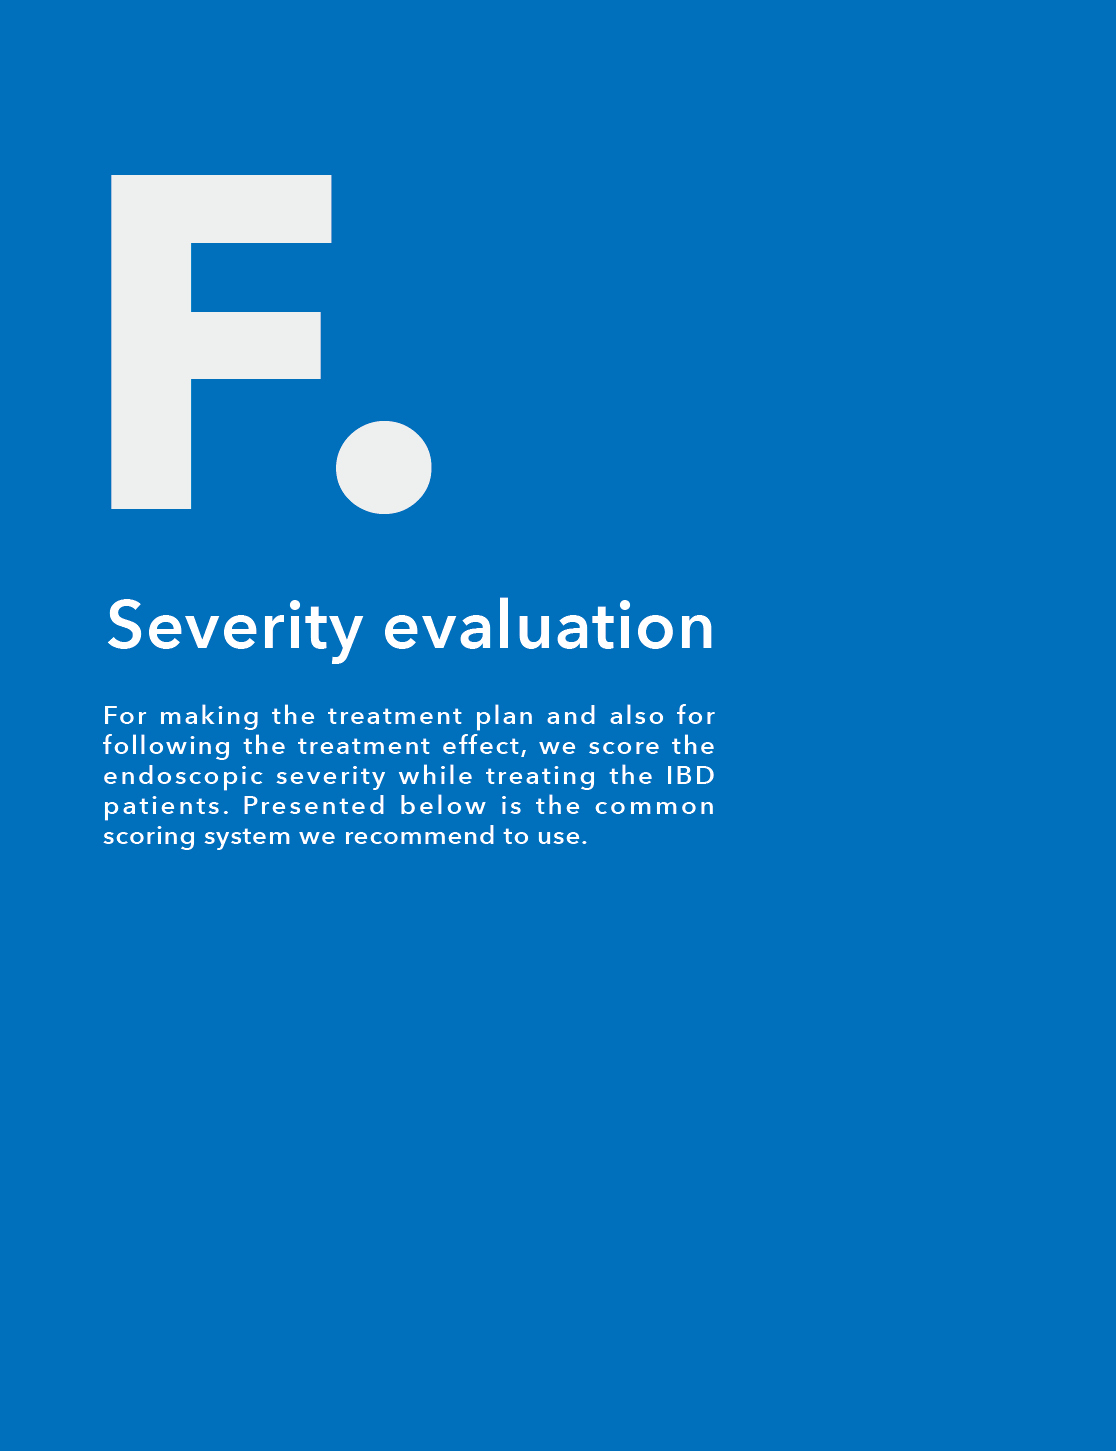 F.
Severity evaluation
For making the treatment plan and also for
following the treatment effect, we score the
endoscopic severity while treating the IBD
patients. Presented below is the common
scoring system we recommend to use.